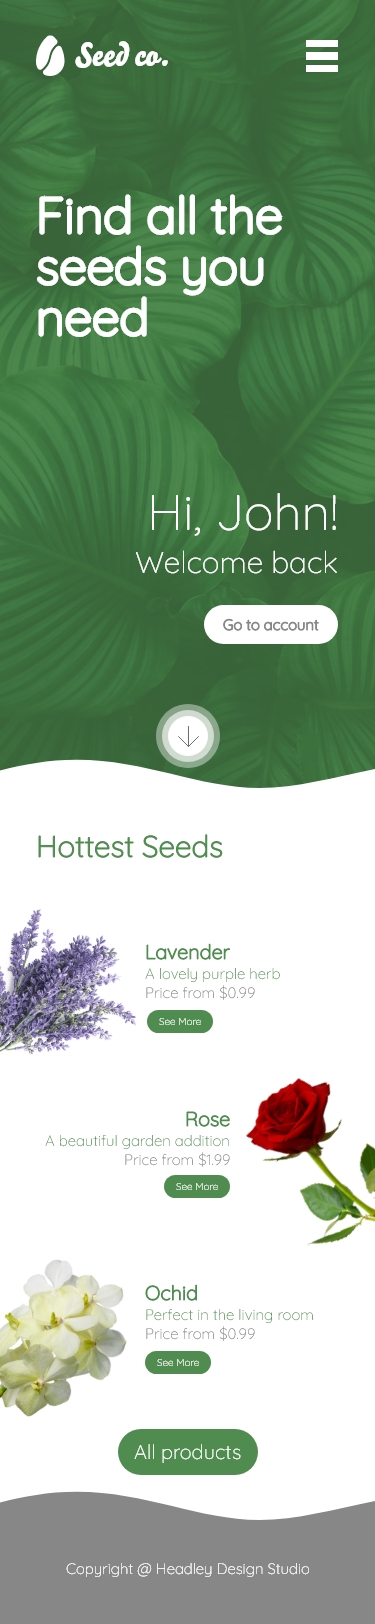 Seed co.
Find all the
seeds you
need
Hi, John!
Welcome back
Go to account
Hottest Seeds
Lavender
A lovely purple herb
Price from $0.99
See More
Rose
A beautiful garden addition
Price from $1.99
See More
Ochid
Perfect in the living room
Price from $0.99
See More
All products
Copyright @ Headley Design Studio